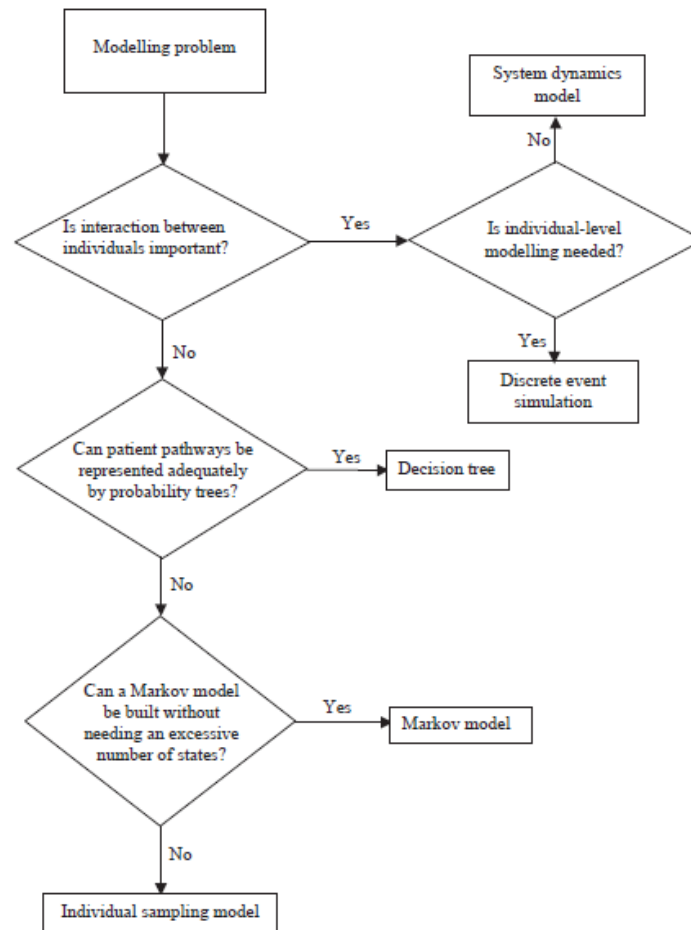 Modelling problem
System dynamics
model
No
Is interaction between
individuals important?
Yes
Is individual-level
modelling needed?
Yes
Discrete event
simulation
No
Can patient pathways be
represented adequately
by probability trees?
Yes
Decision tree
No
Can a Markov model
be built without
needing an excessive
number of states?
Yes
Markov model
No
Individual sampling model